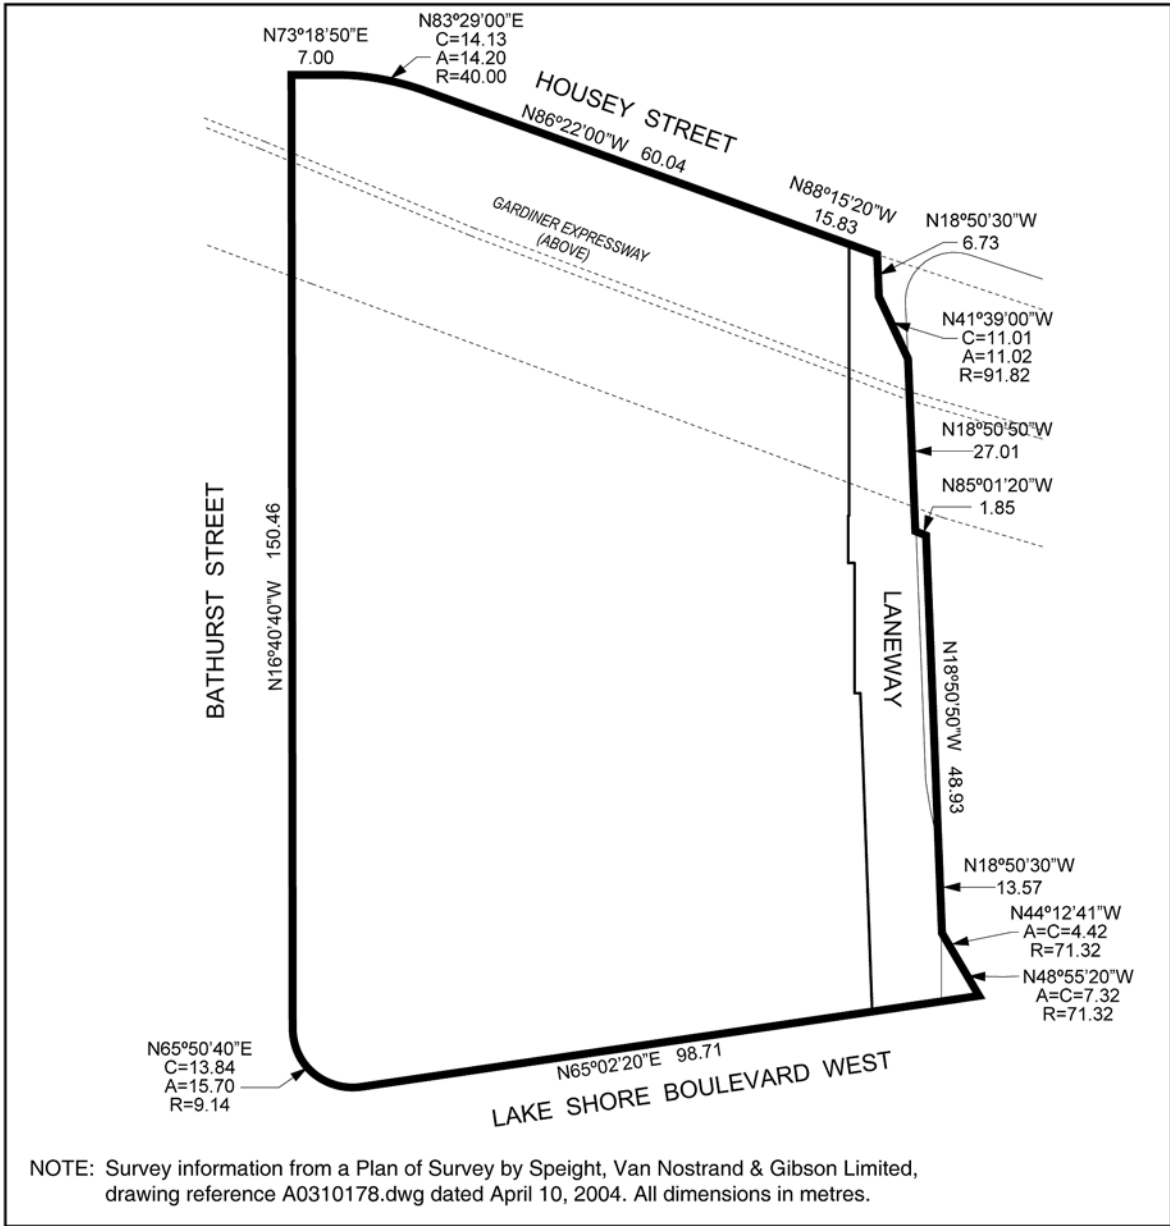 N73º18'50"E
7.00
N83º29'00"E
C=14.13
A=14.20
R=40.00
HOUSEY STREET
N86º22'00"W 60.04
N88º15'20"W
15.83
N18º50'30"W
6.73
GARDINER EXPRESSWAY
(ABOVE)
N41º39'00"W
C=11.01
A=11.02
R=91.82
N18º50'50"W
27.01
N85º01'20"W
1.85
BATHURST STREET
N16º40'40"W 150.46
LANEWAY
N18º50'50"W 48.93
N18º50'30"W
13.57
N44º12'41"W
A=C=4.42
R=71.32
N48º55'20"W
A=C=7.32
R=71.32
N65º50'40"E
C=13.84
A=15.70
R=9.14
N65º02'20"E 98.71
LAKE SHORE BOULEVARD WEST
NOTE: Survey information from a Plan of Survey by Speight, Van Nostrand & Gibson Limited,
drawing reference A0310178.dwg dated April 10, 2004. All dimensions in metres.